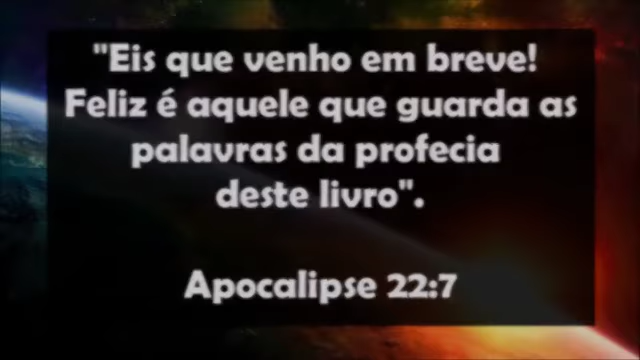 "Eis que venho em breve!
Feliz é aquele que guarda as
palavras da profecia
deste livro".
Apocalipse 22:7